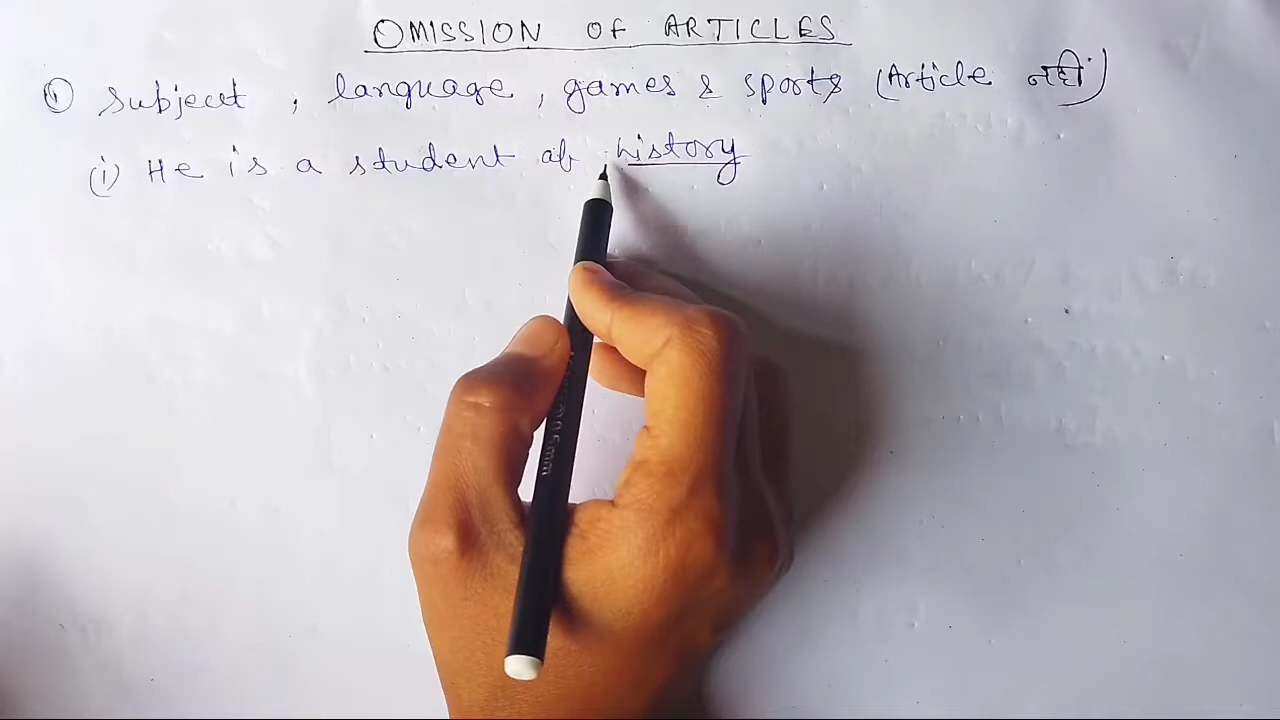 OMISSION OF ARTICLES
① Subject, language, games & sports (Article नहीं)
(i) He is a student of history